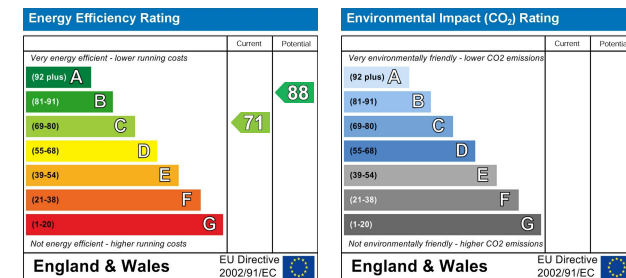 Energy Efficiency Rating
Current Potential
Very energy efficient - lower running costs
(92 plus) A
(81-91) B
88
(69-80) C
71
(55-68) D
(39-54) E
(21-38) F
(1-20) G
Not energy efficient - higher running costs
England & Wales
EU Directive
2002/91/EC
Environmental Impact (CO₂) Rating
Current Potential
Very environmentally friendly - lower CO2 emissions
(92 plus) A
(81-91) B
(69-80) C
(55-68) D
(39-54) E
(21-38) F
(1-20) G
Not environmentally friendly - higher CO2 emissions
England & Wales
EU Directive
2002/91/EC